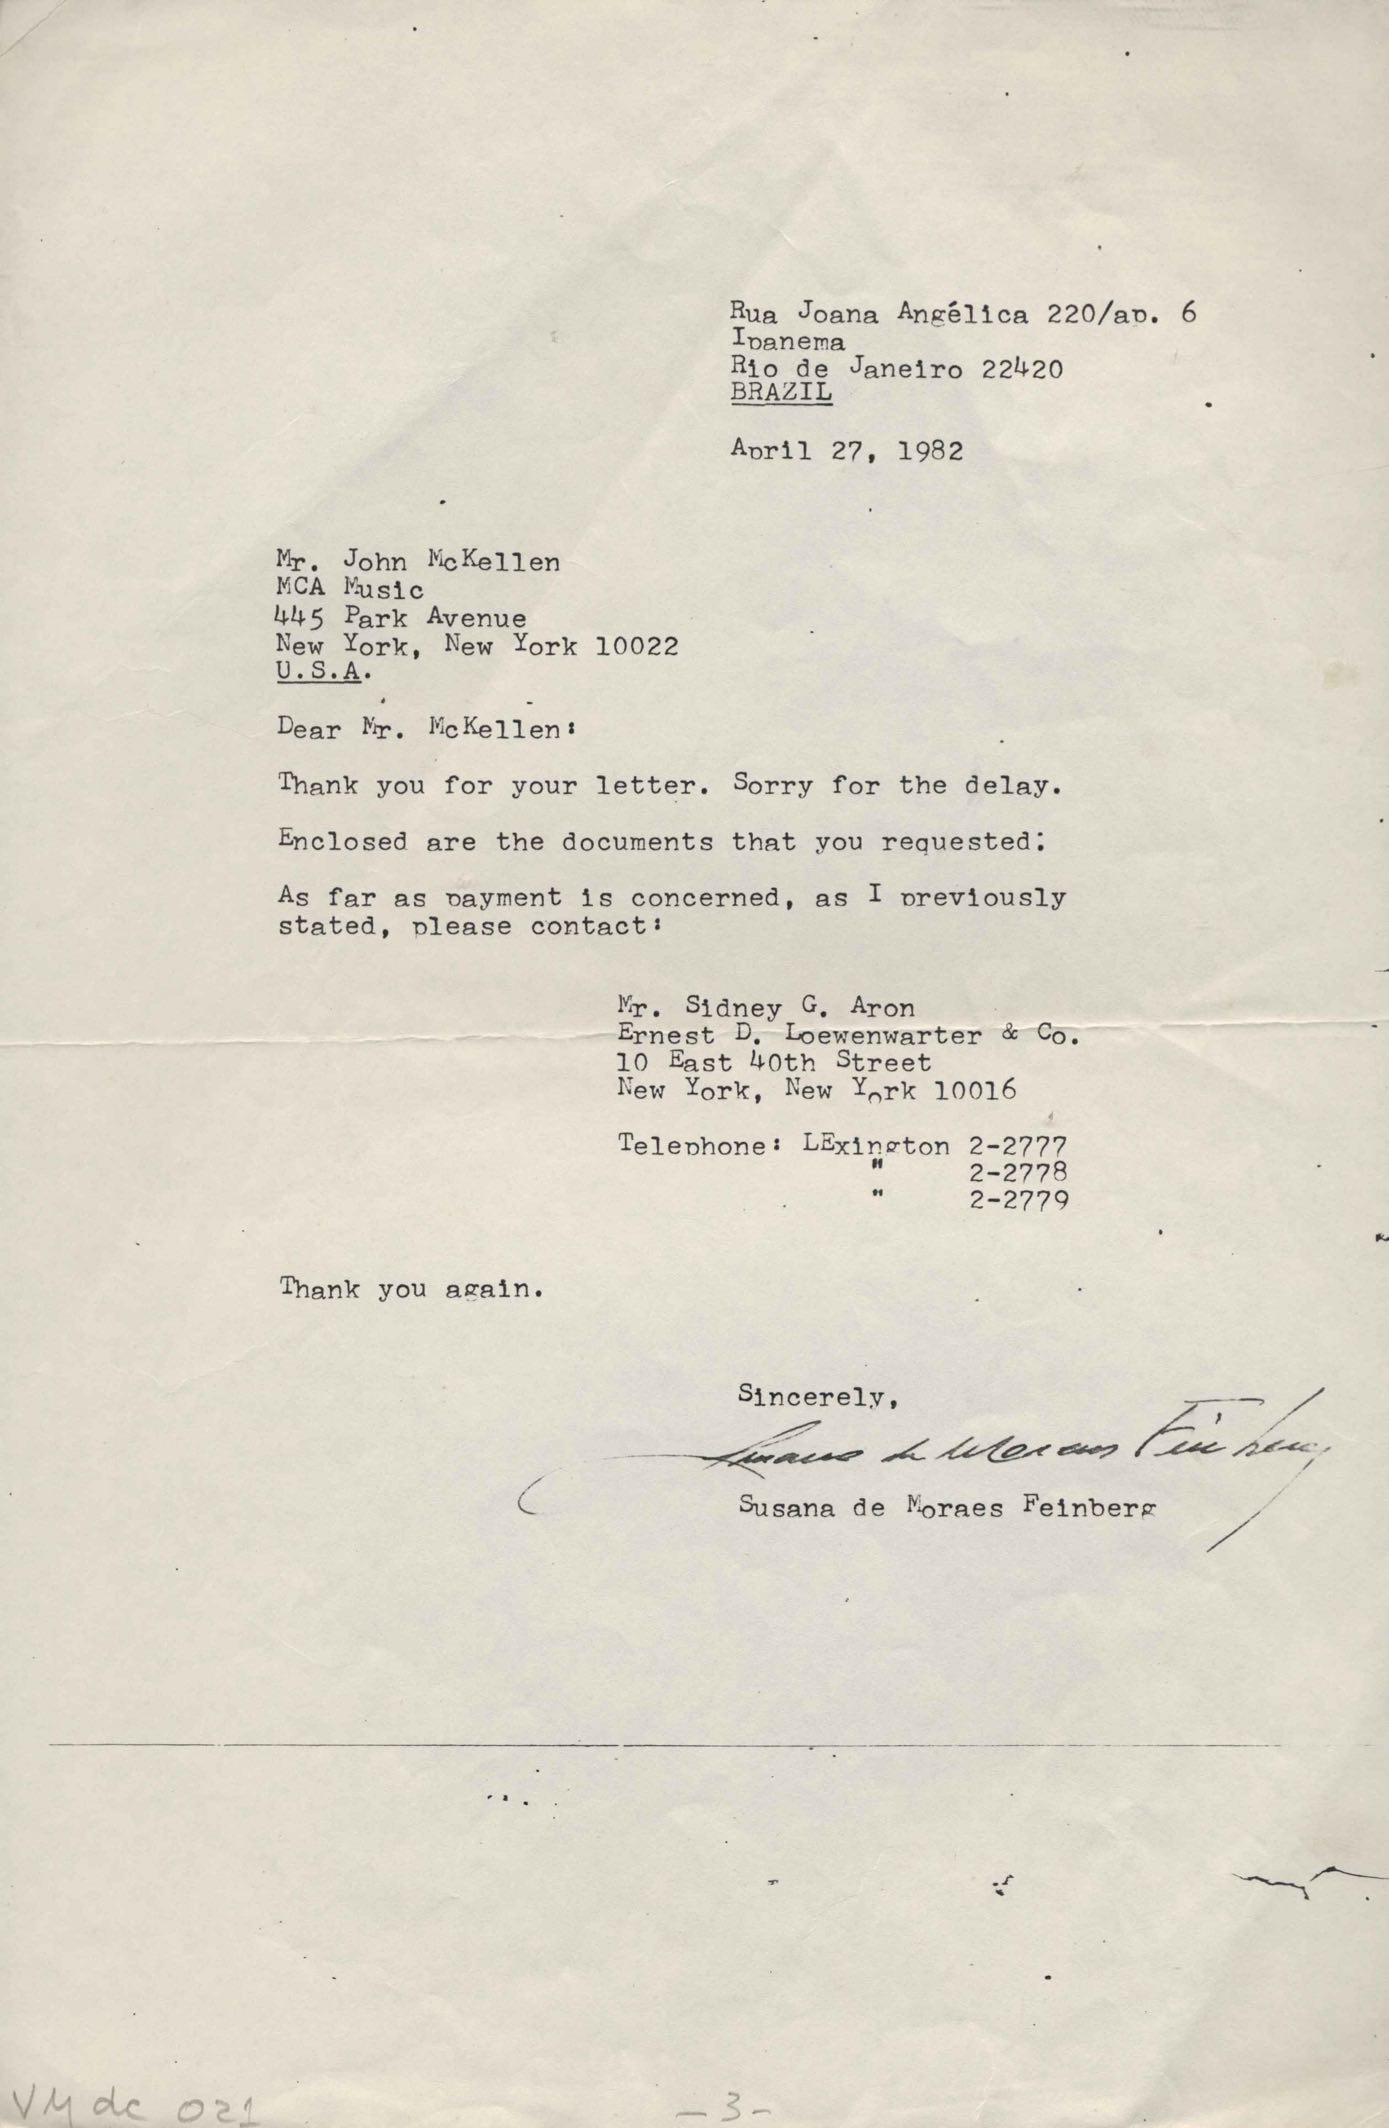 Rua Joana Angélica 220/ap. 6
Ipanema
Rio de Janeiro 22420
BRAZIL
April 27, 1982
Mr. John McKellen
MCA Music
445 Park Avenue
New York, New York 10022
U.S.A.
Dear Mr. McKellen:
Thank you for your letter. Sorry for the delay.
Enclosed are the documents that you requested:
As far as payment is concerned, as I previously
stated, please contact:
Mr. Sidney G. Aron
Ernest D. Loewenwarter & Co.
10 East 40th Street
New York, New York 10016
Telephone: LExington 2-2777
" 2-2778
" 2-2779
Thank you again.
Sincerely,
Susana de Moraes Feinberg
Susana de Moraes Feinberg
VM dc 021
-3-